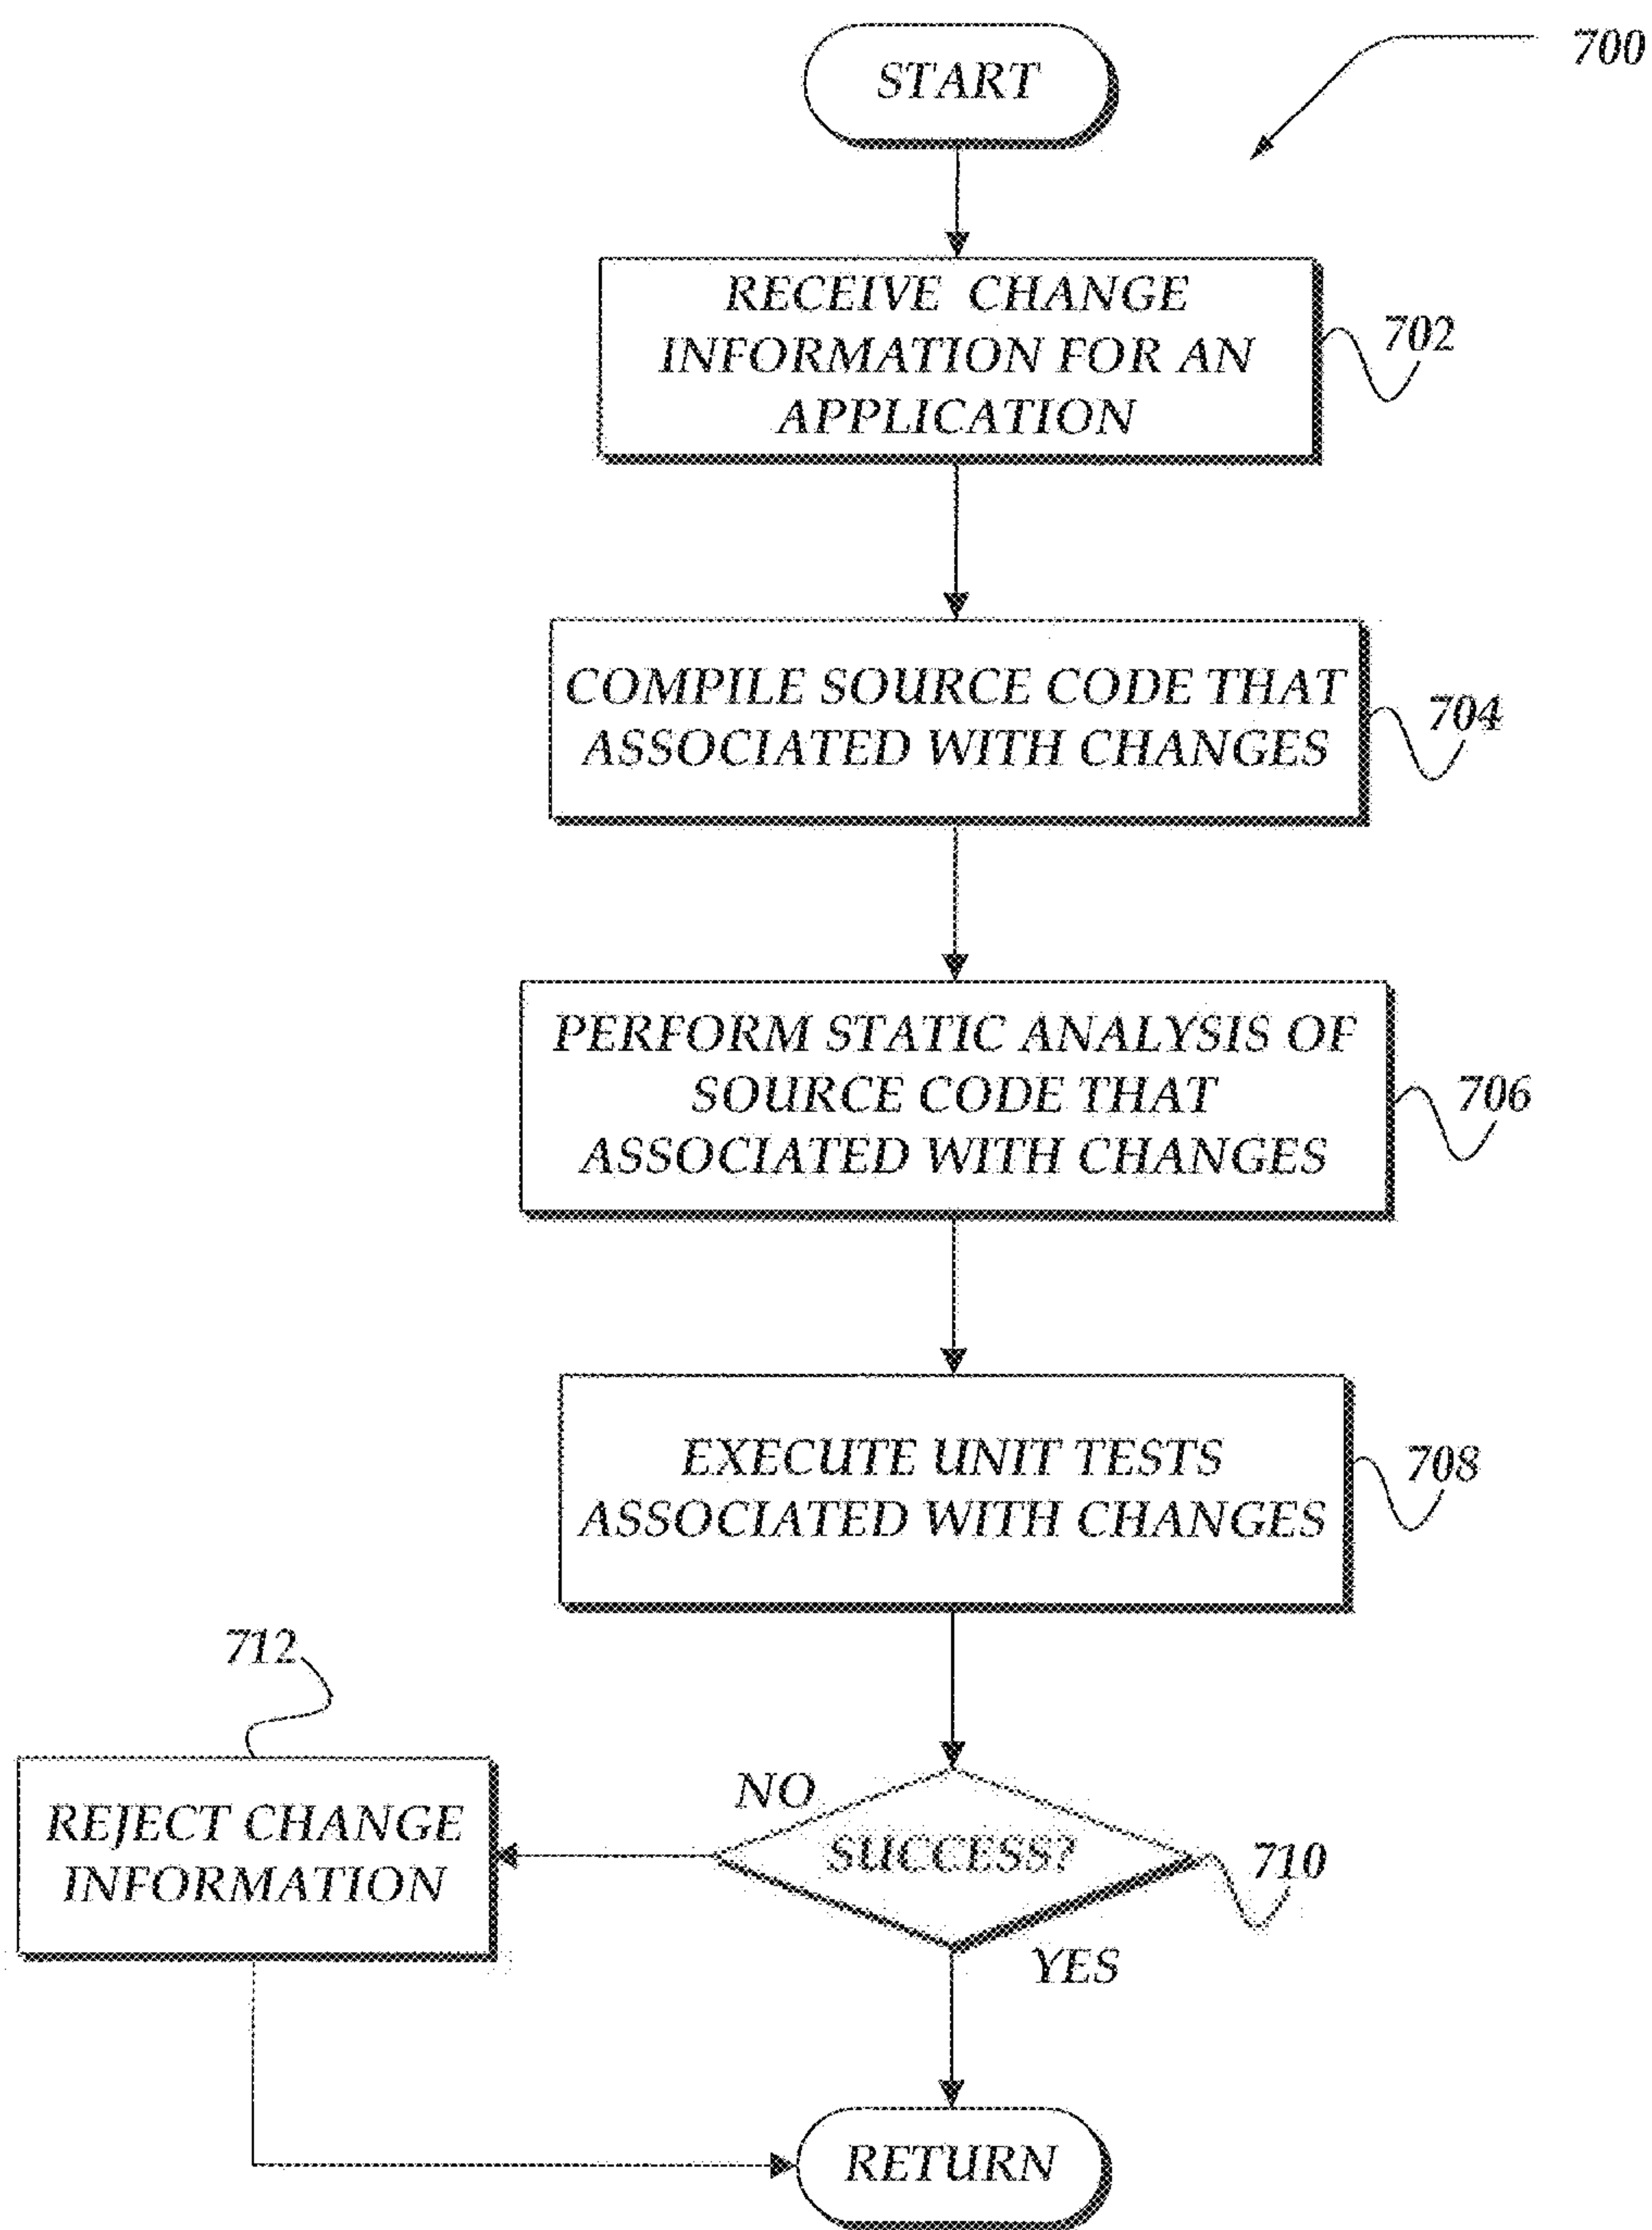 START
700
RECEIVE CHANGE
INFORMATION FOR AN
APPLICATION
702
COMPILE SOURCE CODE THAT
ASSOCIATED WITH CHANGES
704
PERFORM STATIC ANALYSIS OF
SOURCE CODE THAT
ASSOCIATED WITH CHANGES
706
EXECUTE UNIT TESTS
ASSOCIATED WITH CHANGES
708
712
REJECT CHANGE
INFORMATION
NO
SUCCESS?
710
YES
RETURN